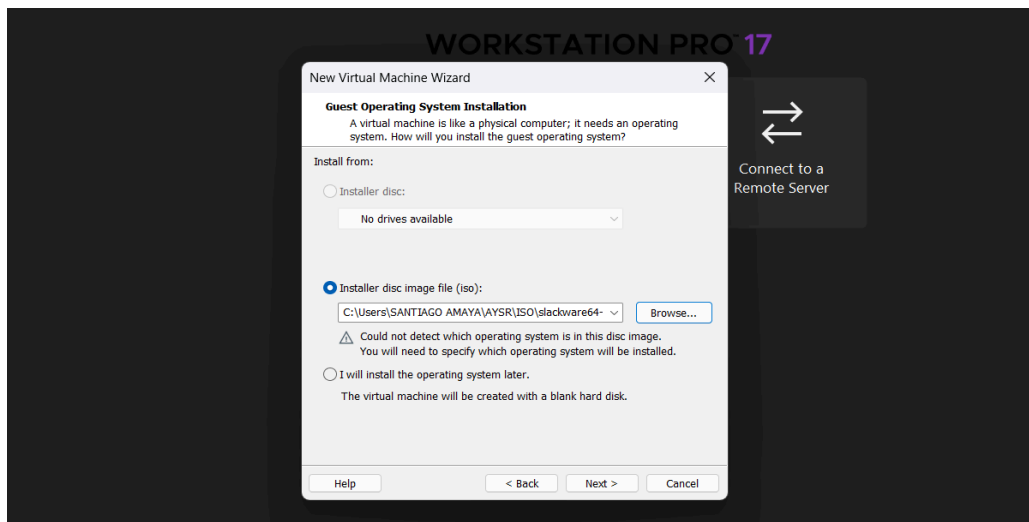 WORKSTATION PRO™ 17
New Virtual Machine Wizard
Guest Operating System Installation
A virtual machine is like a physical computer; it needs an operating
system. How will you install the guest operating system?
Install from:
Installer disc:
No drives available
Installer disc image file (iso):
C:\Users\SANTIAGO AMAYA\AYSR\ISO\slackware64-
Browse...
Could not detect which operating system is in this disc image.
You will need to specify which operating system will be installed.
I will install the operating system later.
The virtual machine will be created with a blank hard disk.
Help
< Back
Next >
Cancel
Connect to a
Remote Server